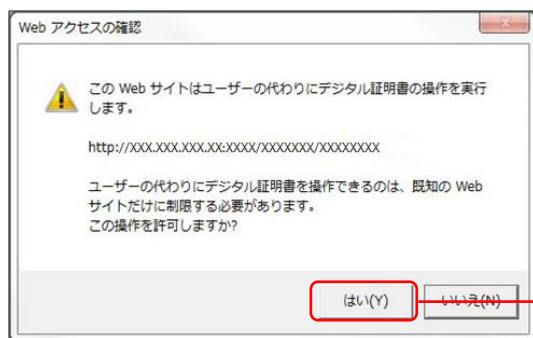 Web アクセスの確認
この Web サイトはユーザーの代わりにデジタル証明書の操作を実行
します。
http://XXX.XXX.XXX.XX:XXXX/XXXXXXX/XXXXXXXX
ユーザーの代わりにデジタル証明書を操作できるのは、既知の Web
サイトだけに制限する必要があります。
この操作を許可しますか?
はい(Y)
いいえ(N)